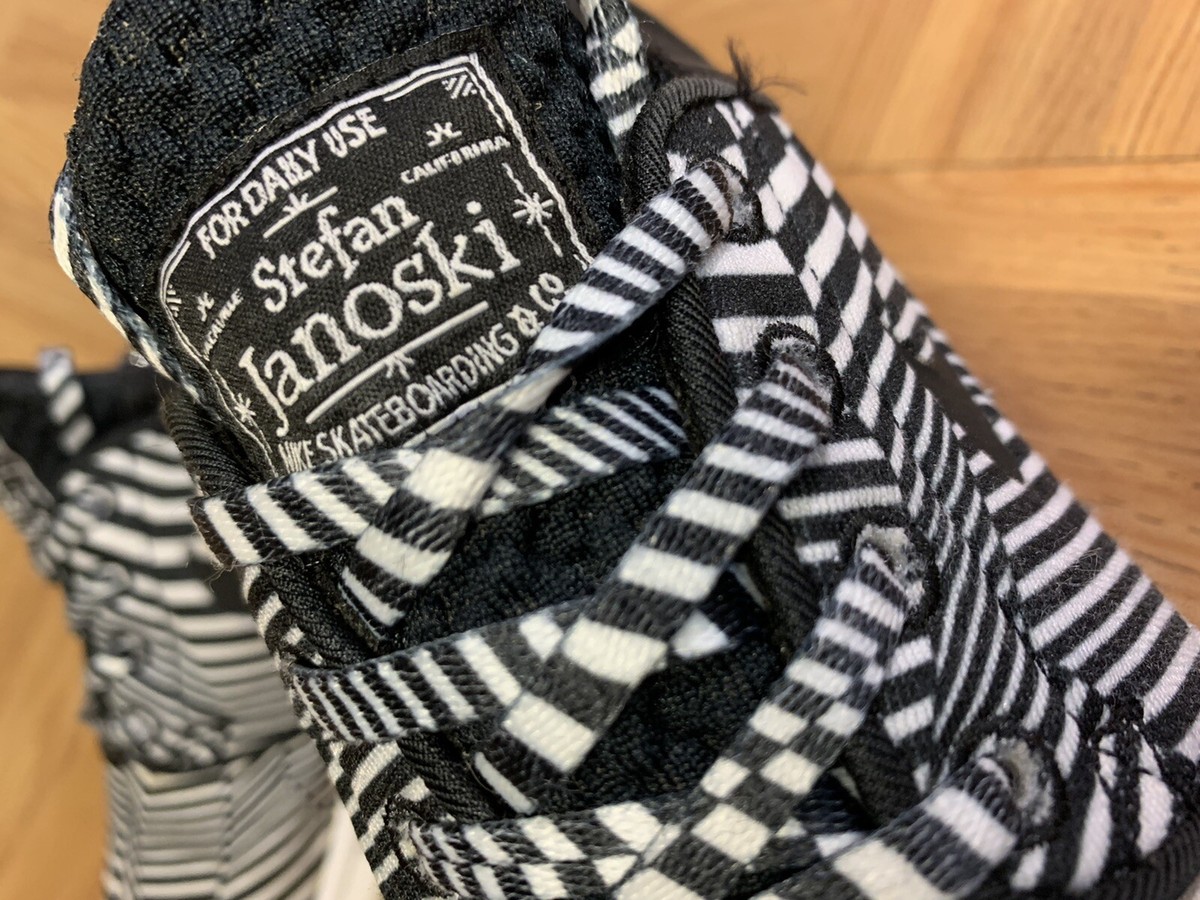 FOR DAILY USE
CALIFORNIA
Stefan
Janoski
NIKE SKATEBOARDING & CO